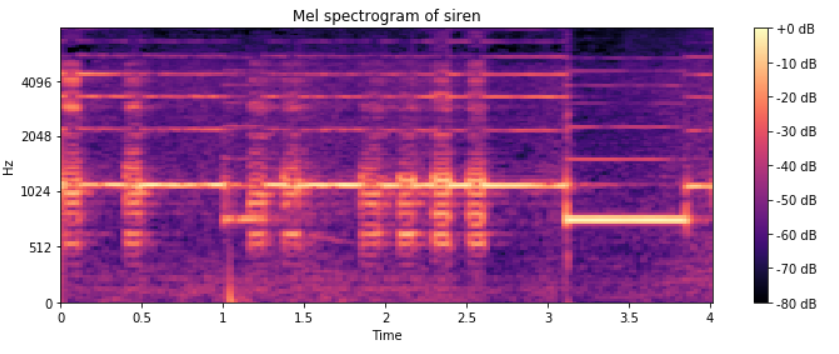 Mel spectrogram of siren
Hz
4096
2048
1024
512
0
0 0.5 1 1.5 2 2.5 3 3.5 4
Time
+0 dB
-10 dB
-20 dB
-30 dB
-40 dB
-50 dB
-60 dB
-70 dB
-80 dB